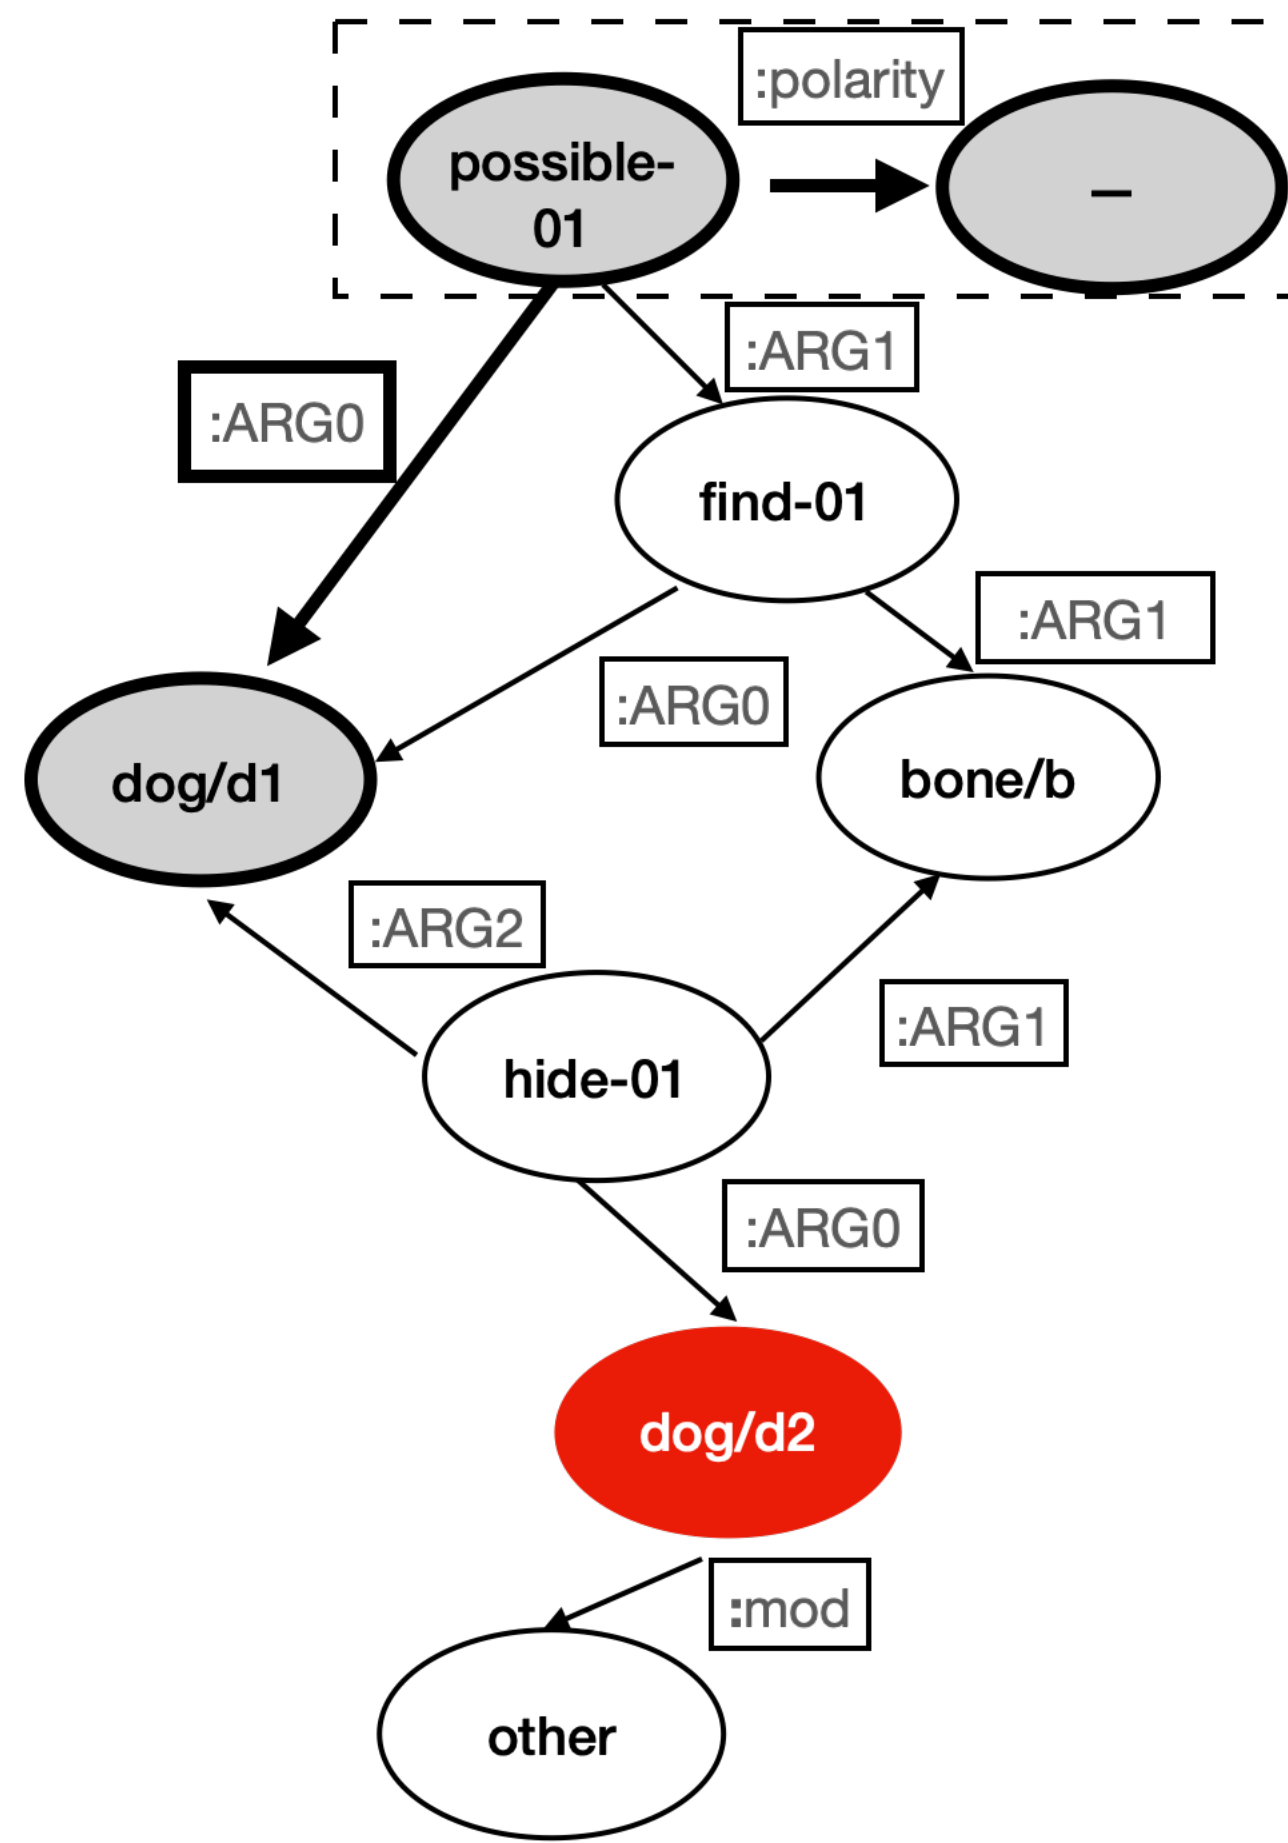 :polarity
possible-
01
–
:ARG1
:ARG0
find-01
:ARG1
:ARG0
dog/d1
bone/b
:ARG2
:ARG1
hide-01
:ARG0
dog/d2
:mod
other